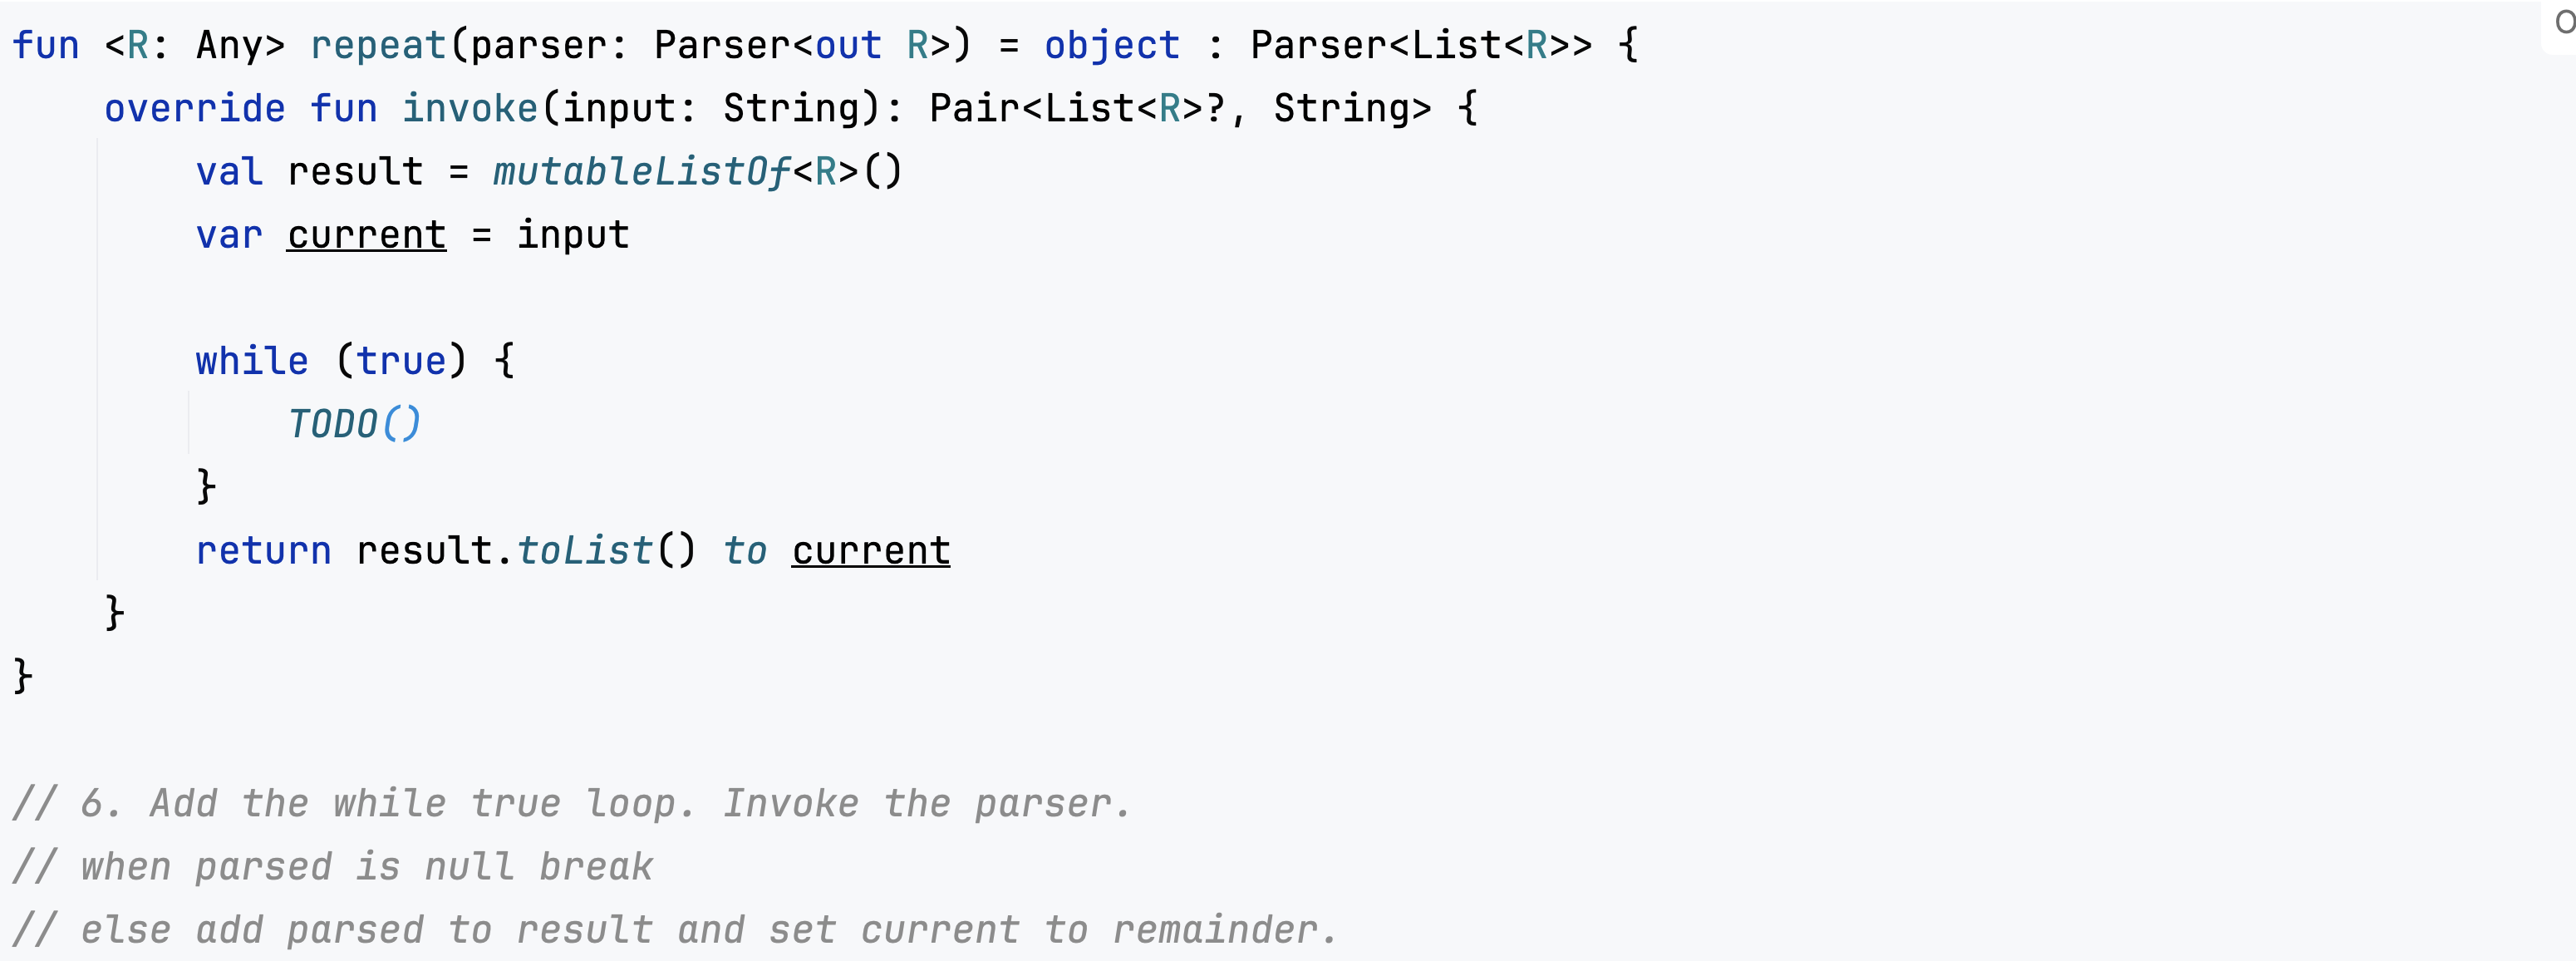 fun <R: Any> repeat(parser: Parser<out R>) = object : Parser<List<R>> {
    override fun invoke(input: String): Pair<List<R>?, String> {
        val result = mutableListOf<R>()
        var current = input

        while (true) {
            TODO()
        }
        return result.toList() to current
    }
}

// 6. Add the while true loop. Invoke the parser.
// when parsed is null break
// else add parsed to result and set current to remainder.